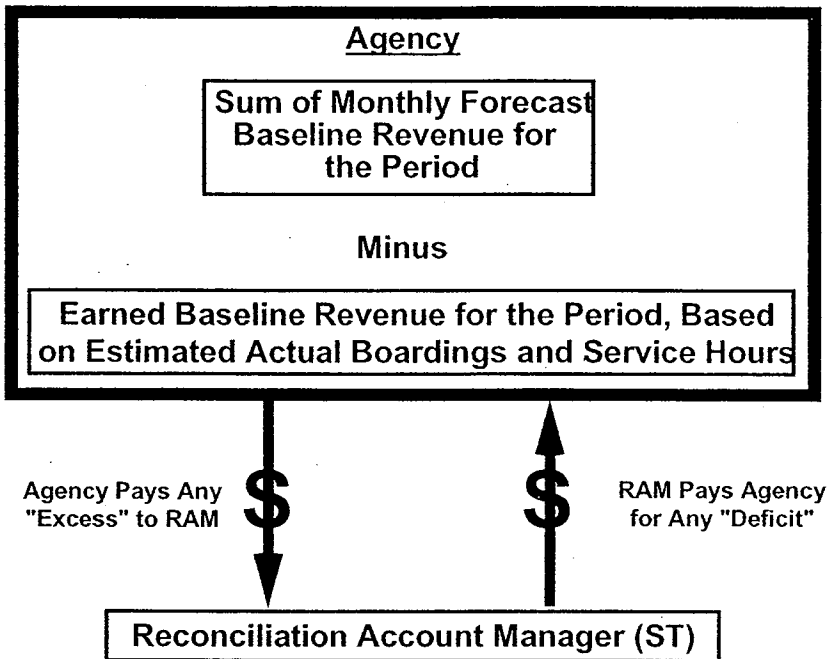 Agency
Sum of Monthly Forecast
Baseline Revenue for
the Period
Minus
Earned Baseline Revenue for the Period, Based
on Estimated Actual Boardings and Service Hours
Agency Pays Any
"Excess" to RAM
$
$
RAM Pays Agency
for Any "Deficit"
Reconciliation Account Manager (ST)